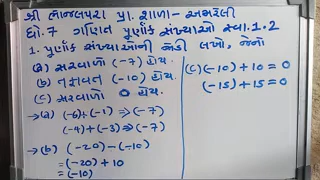 શ્રી લાજલપરા પ્રા. શાળા - અમરેલી
ધો. 7 ગણિત પૂર્ણાંક સંખ્યાઓ સ્વા. 1.2
1. પૂર્ણાંક સંખ્યાઓની જોડી લખો, જેનો
(a) સરવાળો (-7) હોય.
(b) તફાવત (-10) હોય.
(c) સરવાળો 0 હોય.
→ (a) (-6)+(-1) ⇒ (-7)
(-4)+(-3) ⇒ (-7)
→ (b) (-20) - (-10)
= (-20) + 10
= (-10)
(c) (-10) + 10 = 0
(-15) + 15 = 0